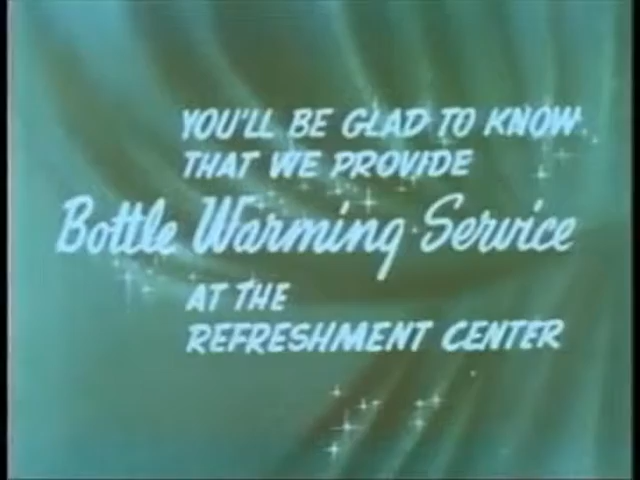 YOU'LL BE GLAD TO KNOW
THAT WE PROVIDE
Bottle Warming Service
AT THE
REFRESHMENT CENTER